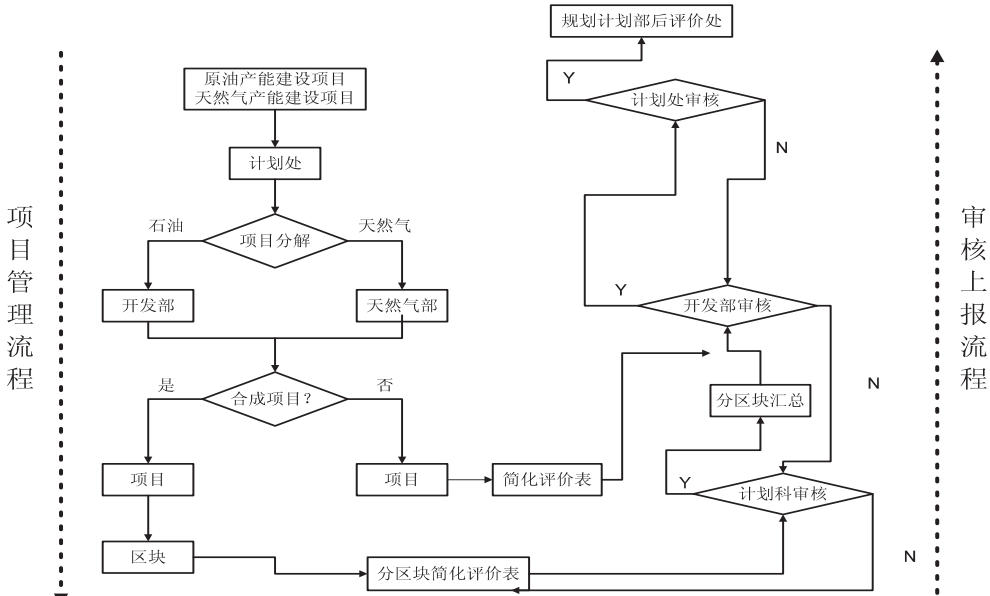 规划计划部后评价处
Y
计划处审核
N
原油产能建设项目
天然气产能建设项目
计划处
石油
天然气
项目分解
开发部
天然气部
Y
开发部审核
N
是
否
合成项目？
分区块汇总
项目
项目
简化评价表
Y
计划科审核
区块
分区块简化评价表
N
项目管理流程
审核上报流程